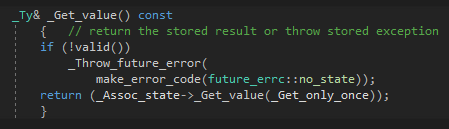 _Ty& _Get_value() const
{ // return the stored result or throw stored exception
if (!valid())
_Throw_future_error(
make_error_code(future_errc::no_state));
return (_Assoc_state->_Get_value(_Get_only_once));
}